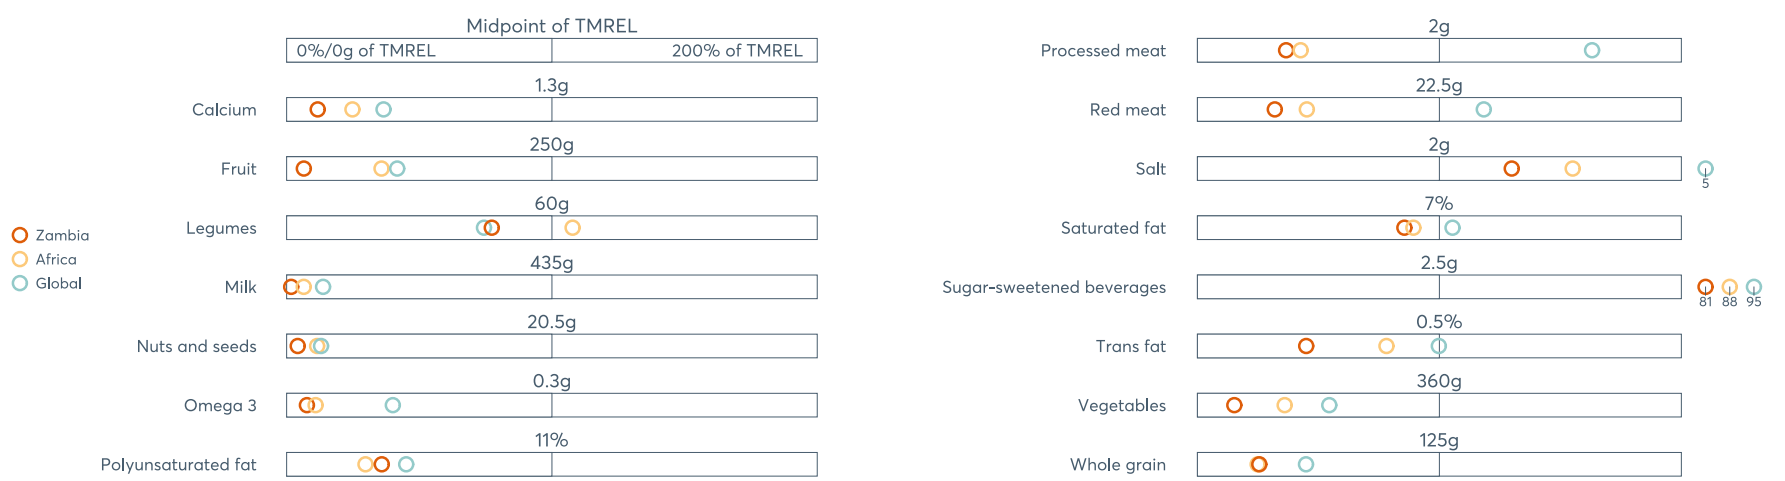 Midpoint of TMREL
0%/0g of TMREL 200% of TMREL
1.3g
Calcium
250g
Fruit
60g
Legumes
435g
Milk
20.5g
Nuts and seeds
0.3g
Omega 3
11%
Polyunsaturated fat
Zambia
Africa
Global
2g
Processed meat
22.5g
Red meat
2g
Salt
5
7%
Saturated fat
2.5g
Sugar-sweetened beverages
81 88 95
0.5%
Trans fat
360g
Vegetables
125g
Whole grain